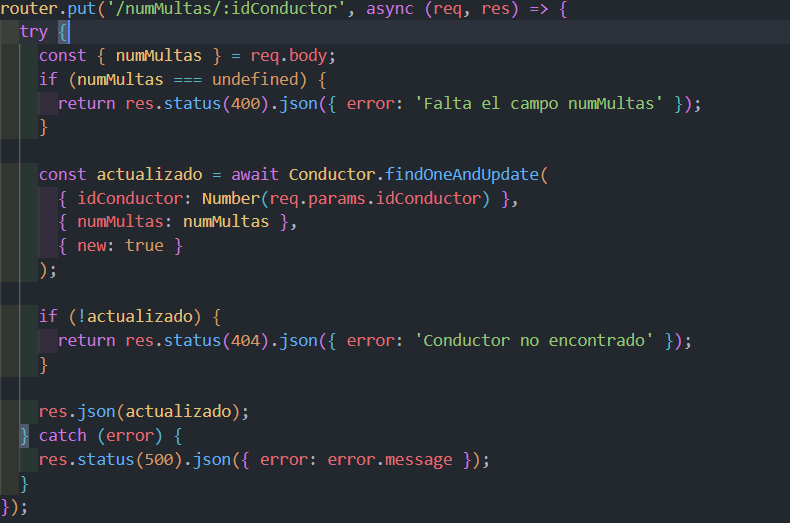 router.put('/numMultas/:idConductor', async (req, res) => {
  try {
    const { numMultas } = req.body;
    if (numMultas === undefined) {
      return res.status(400).json({ error: 'Falta el campo numMultas' });
    }

    const actualizado = await Conductor.findOneAndUpdate(
      { idConductor: Number(req.params.idConductor) },
      { numMultas: numMultas },
      { new: true }
    );

    if (!actualizado) {
      return res.status(404).json({ error: 'Conductor no encontrado' });
    }

    res.json(actualizado);
  } catch (error) {
    res.status(500).json({ error: error.message });
  }
});